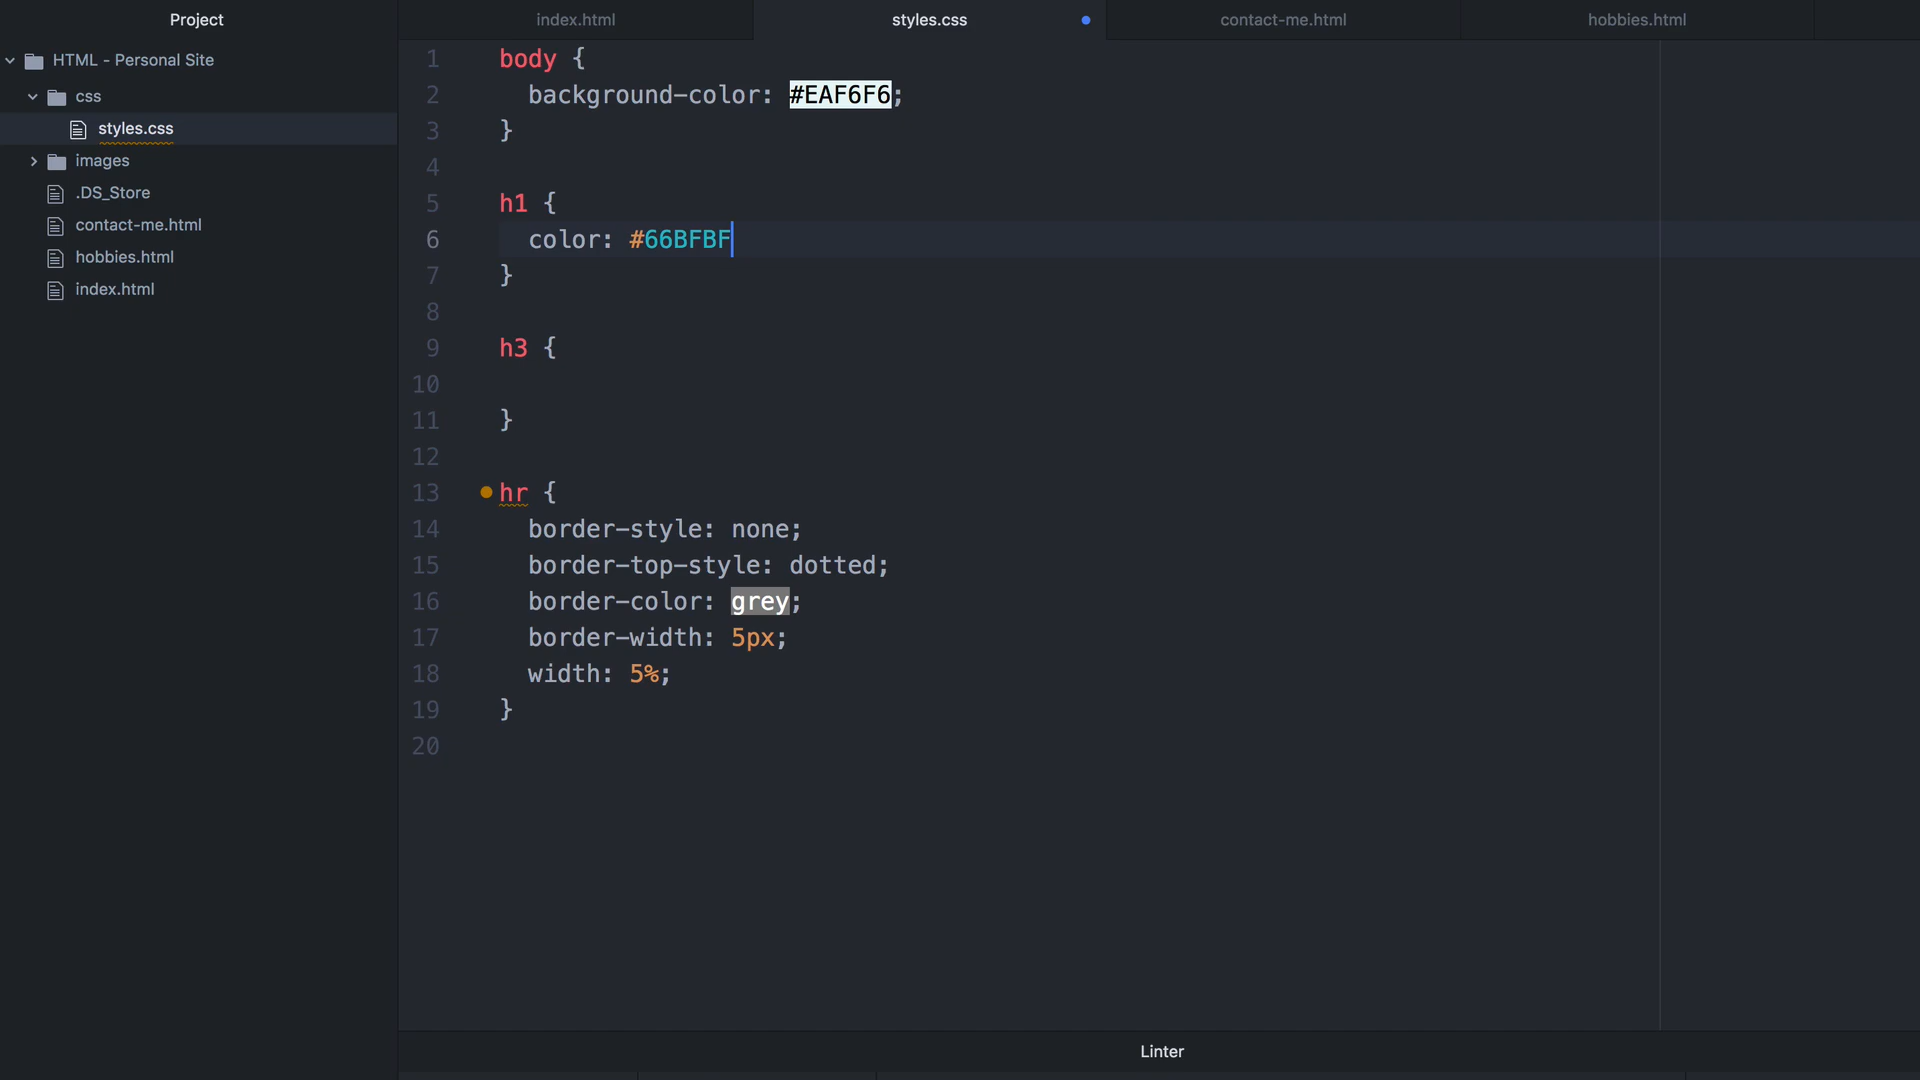 Project
HTML - Personal Site
css
styles.css
images
.DS_Store
contact-me.html
hobbies.html
index.html
index.html
styles.css
contact-me.html
hobbies.html
1 body {
2 background-color: #EAF6F6;
3 }
4
5 h1 {
6 color: #66BFBF
7 }
8
9 h3 {
10
11 }
12
13 hr {
14 border-style: none;
15 border-top-style: dotted;
16 border-color: grey;
17 border-width: 5px;
18 width: 5%;
19 }
20
Linter